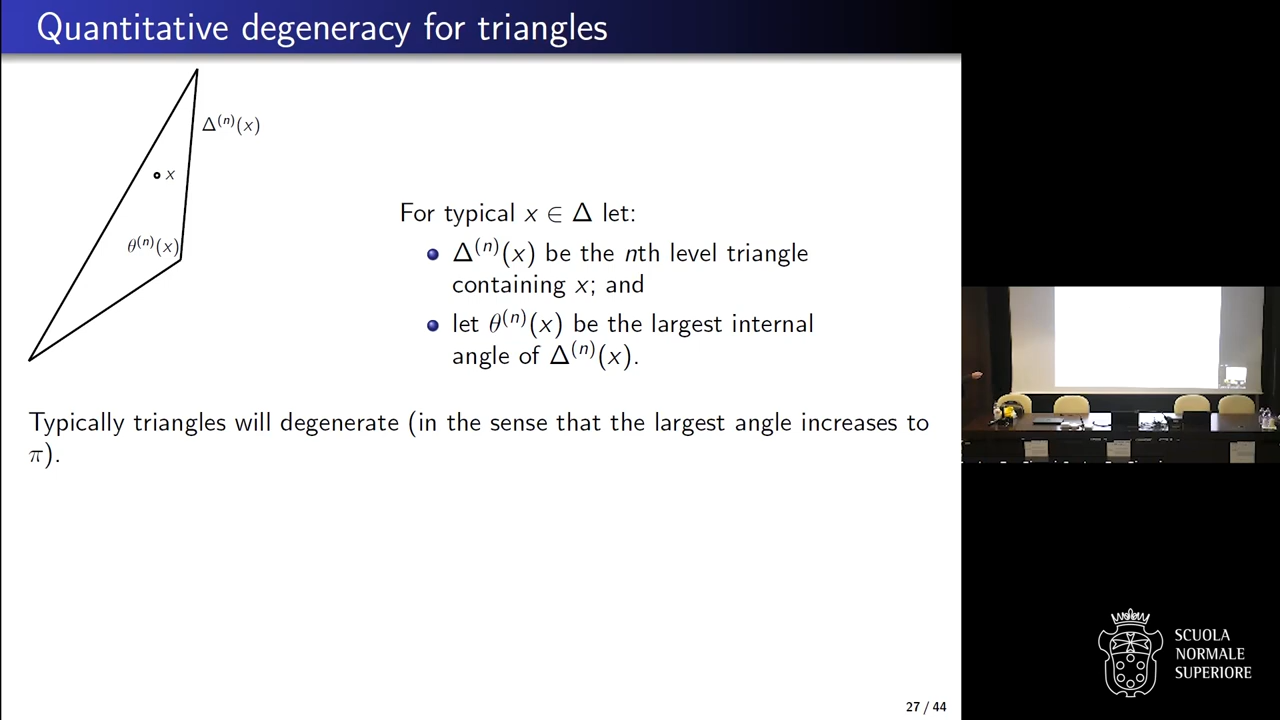 Quantitative degeneracy for triangles
Δ⁽ⁿ⁾(x)
x
θ⁽ⁿ⁾(x)
For typical x ∈ Δ let:
Δ⁽ⁿ⁾(x) be the nth level triangle
containing x; and
let θ⁽ⁿ⁾(x) be the largest internal
angle of Δ⁽ⁿ⁾(x).
Typically triangles will degenerate (in the sense that the largest angle increases to
π).
27 / 44
SCUOLA
NORMALE
SUPERIORE